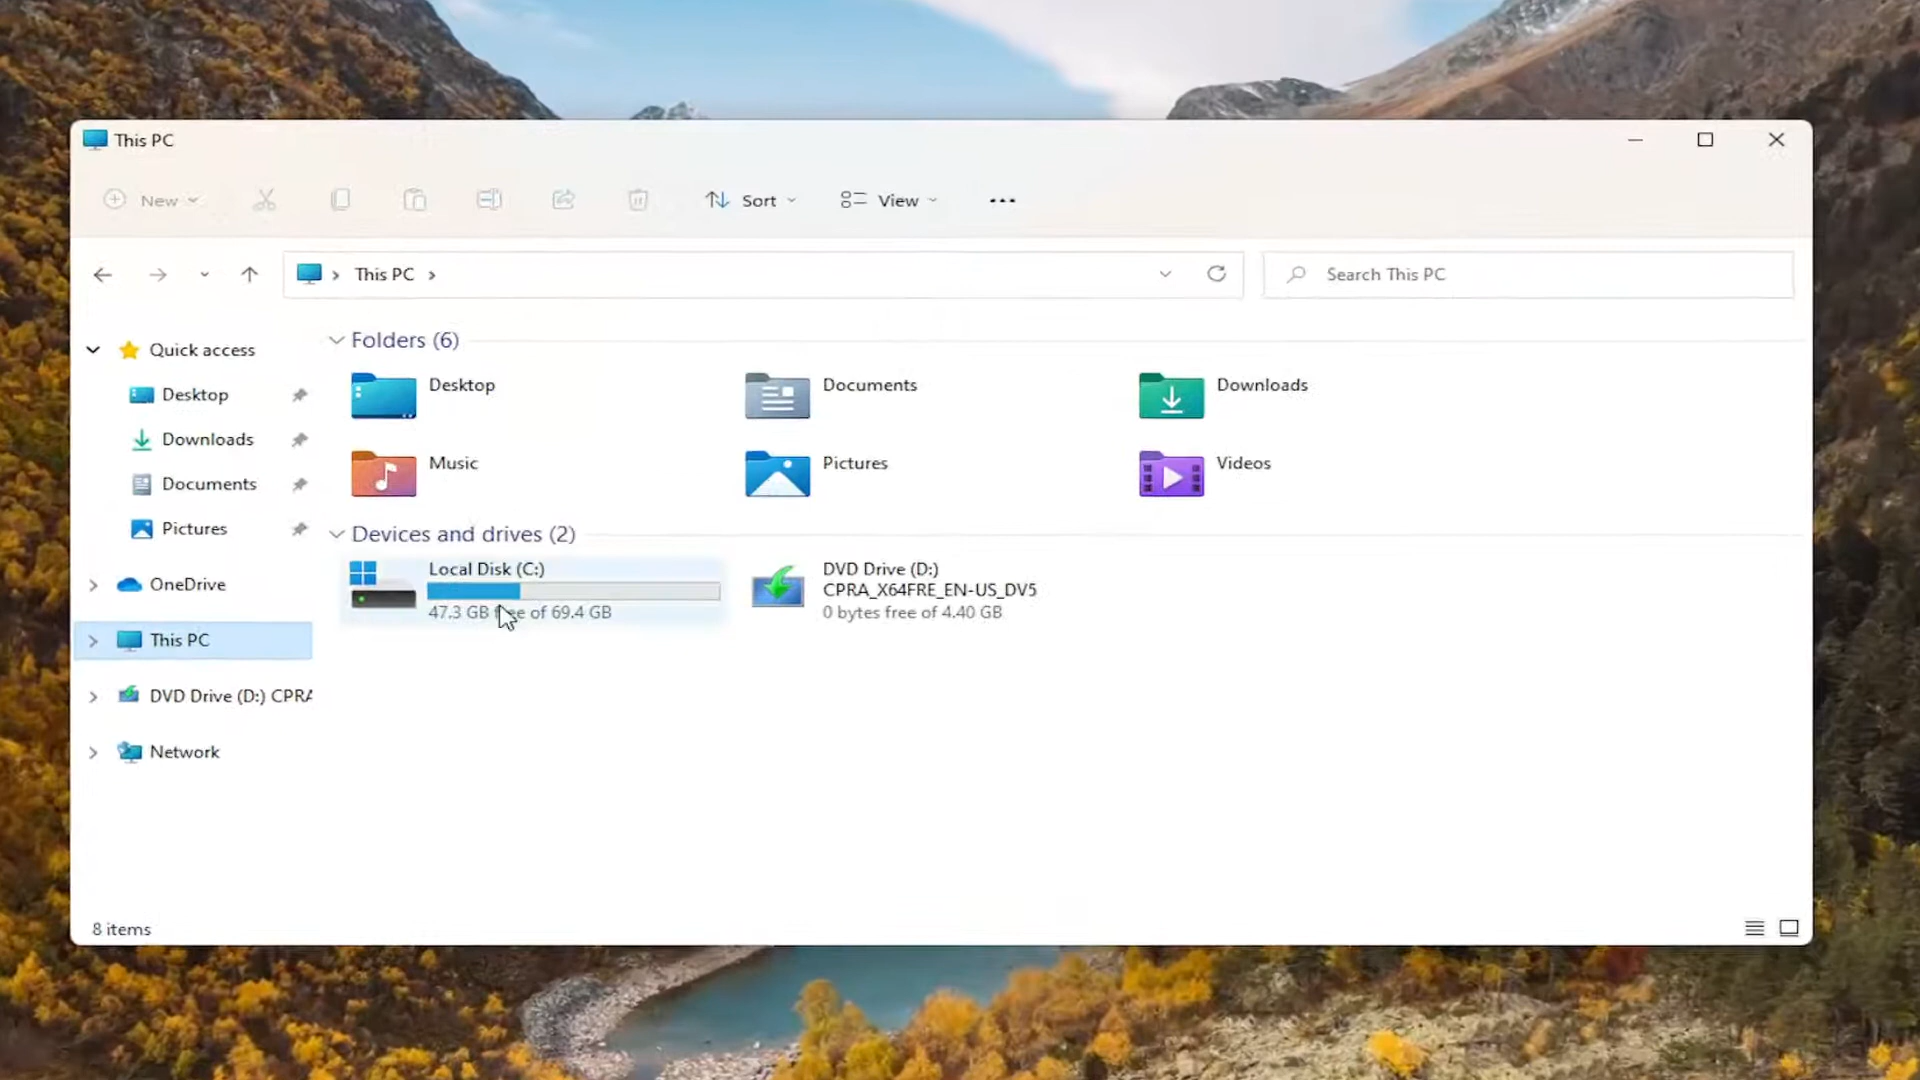 This PC
New
Sort
View
This PC
Search This PC
Quick access
Desktop
Downloads
Documents
Pictures
OneDrive
This PC
DVD Drive (D:) CPRA
Network
Folders (6)
Desktop
Documents
Downloads
Music
Pictures
Videos
Devices and drives (2)
Local Disk (C:)
47.3 GB free of 69.4 GB
DVD Drive (D:)
CPRA_X64FRE_EN-US_DV5
0 bytes free of 4.40 GB
8 items